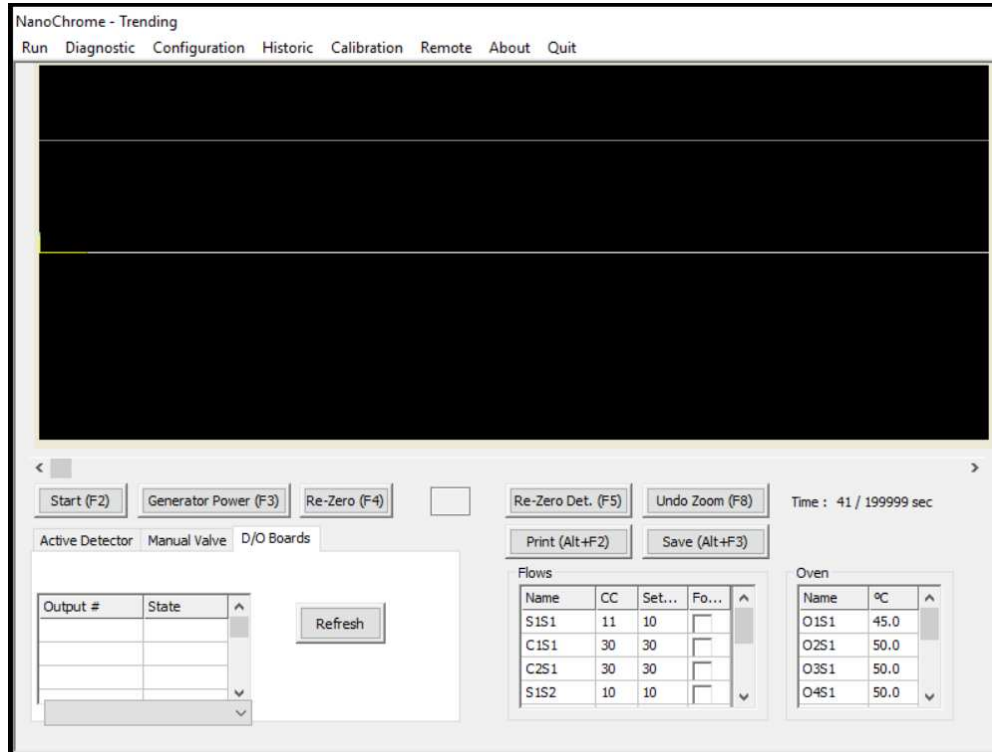 NanoChrome - Trending
Run Diagnostic Configuration Historic Calibration Remote About Quit
Start (F2) Generator Power (F3) Re-Zero (F4) Re-Zero Det. (F5) Undo Zoom (F8) Time : 41 / 199999 sec
Print (Alt+F2) Save (Alt+F3)
Active Detector Manual Valve D/O Boards
Output # State
Refresh
Flows
Name CC Set... Fo...
S1S1 11 10
C1S1 30 30
C2S1 30 30
S1S2 10 10
Oven
Name ºC
O1S1 45.0
O2S1 50.0
O3S1 50.0
O4S1 50.0